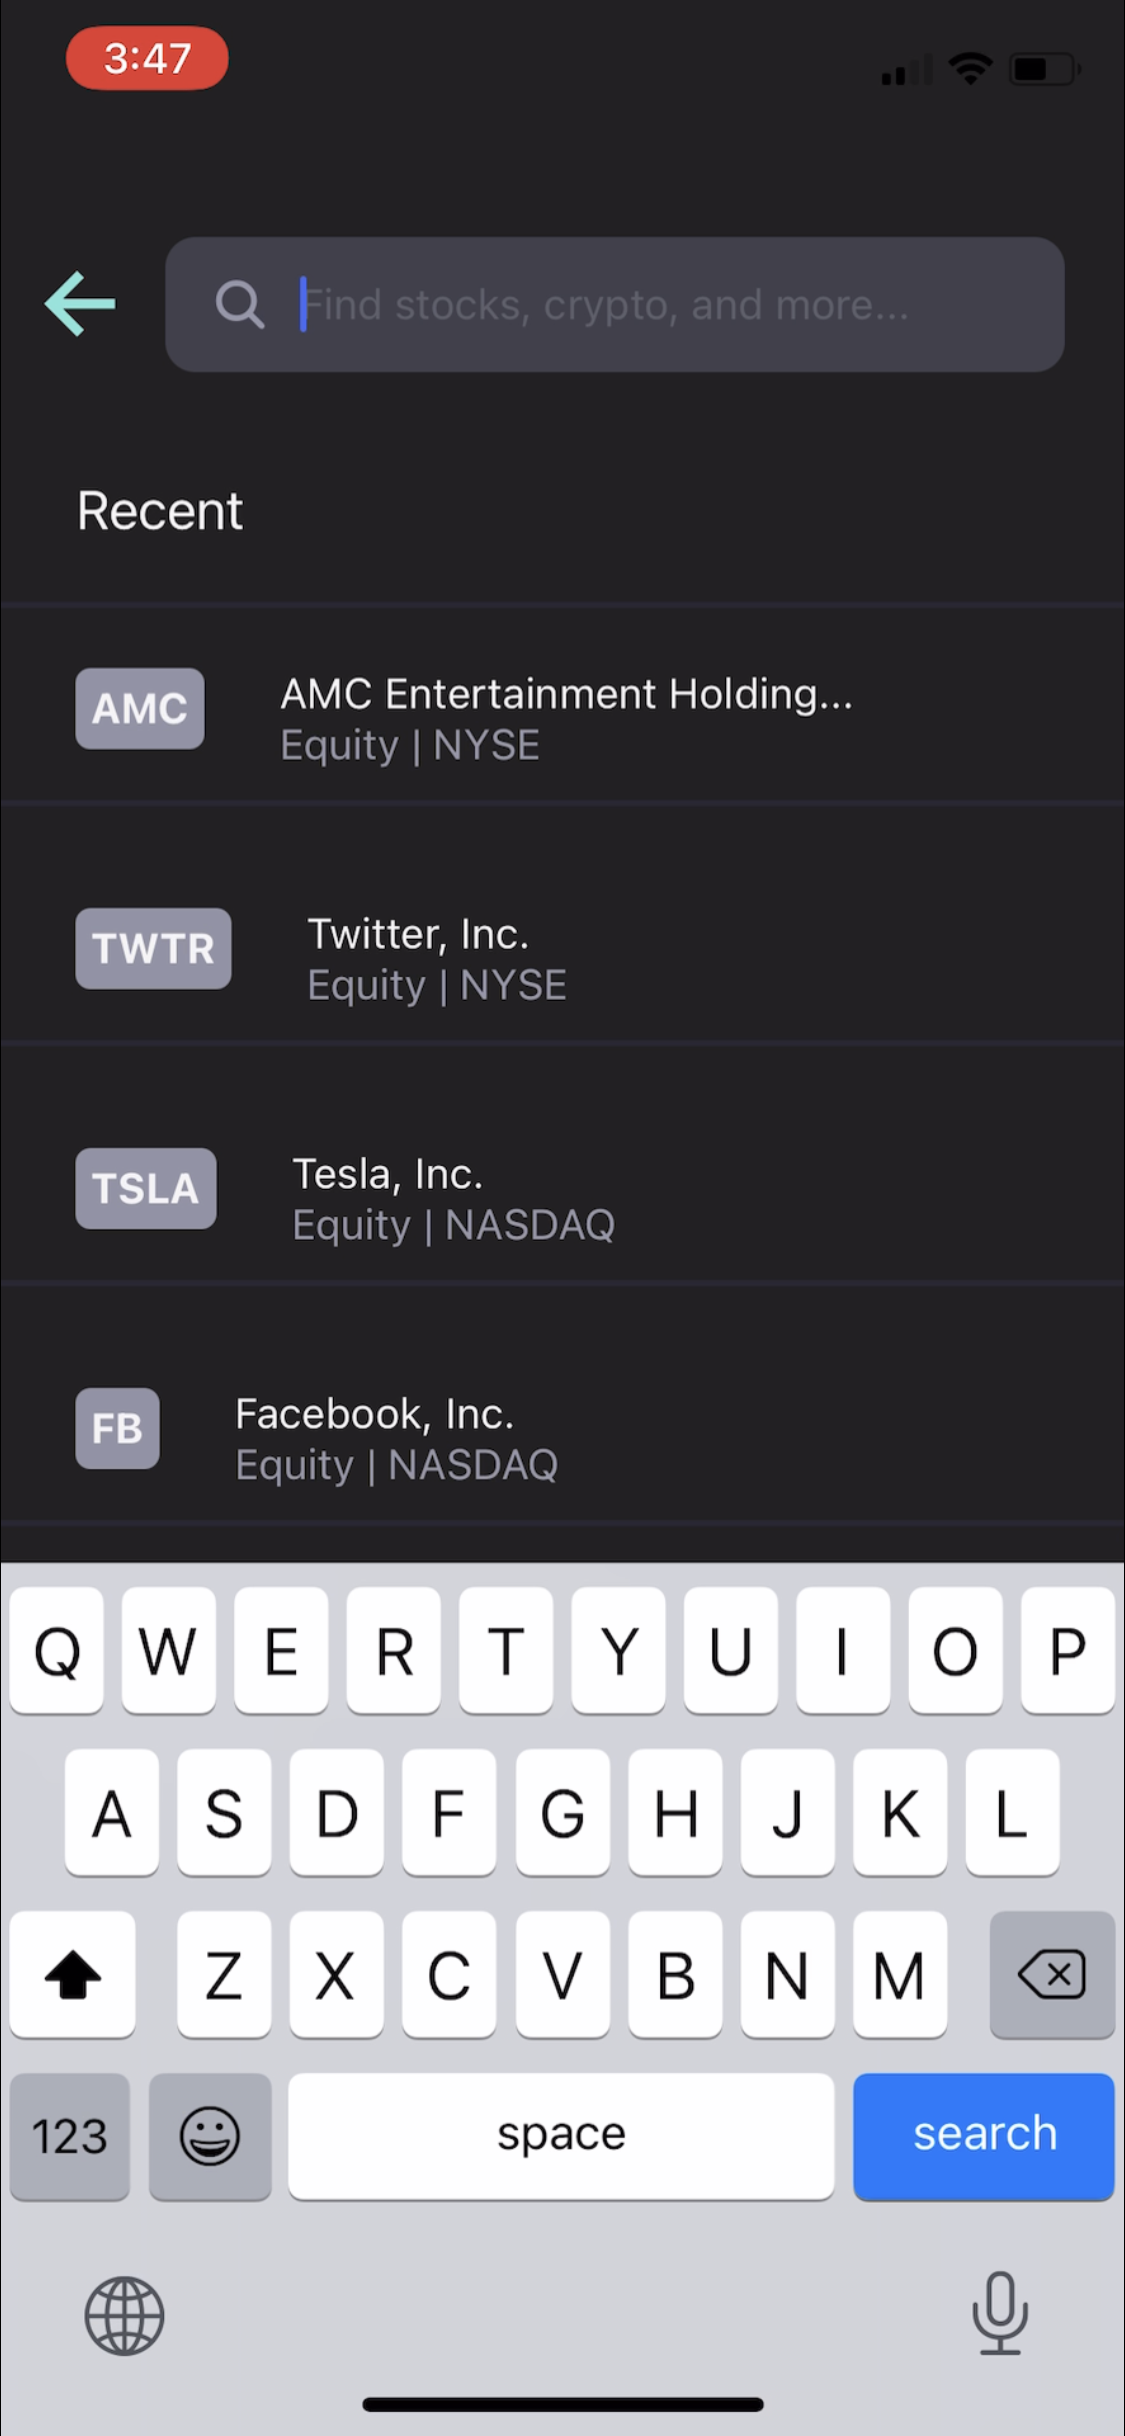 3:47
Find stocks, crypto, and more...
Recent
AMC
AMC Entertainment Holding...
Equity | NYSE
TWTR
Twitter, Inc.
Equity | NYSE
TSLA
Tesla, Inc.
Equity | NASDAQ
FB
Facebook, Inc.
Equity | NASDAQ
Q W E R T Y U I O P
A S D F G H J K L
Z X C V B N M
123 space search